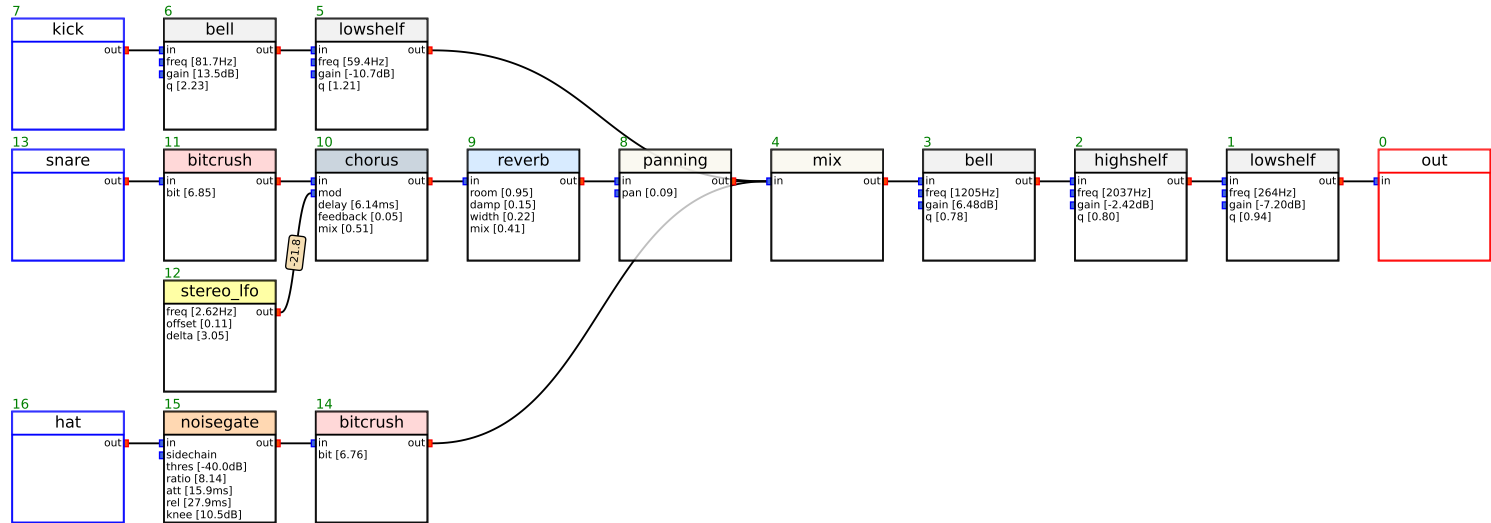 7
kick
out
6
bell
in out
freq [81.7Hz]
gain [13.5dB]
q [2.23]
5
lowshelf
in out
freq [59.4Hz]
gain [-10.7dB]
q [1.21]
13
snare
out
11
bitcrush
in out
bit [6.85]
10
chorus
in out
mod
delay [6.14ms]
feedback [0.05]
mix [0.51]
9
reverb
in out
room [0.95]
damp [0.15]
width [0.22]
mix [0.41]
8
panning
in out
pan [0.09]
4
mix
in out
3
bell
in out
freq [1205Hz]
gain [6.48dB]
q [0.78]
2
highshelf
in out
freq [2037Hz]
gain [-2.42dB]
q [0.80]
1
lowshelf
in out
freq [264Hz]
gain [-7.20dB]
q [0.94]
0
out
in
-21.8
12
stereo_lfo
freq [2.62Hz] out
offset [0.11]
delta [3.05]
16
hat
out
15
noisegate
in out
sidechain
thres [-40.0dB]
ratio [8.14]
att [15.9ms]
rel [27.9ms]
knee [10.5dB]
14
bitcrush
in out
bit [6.76]